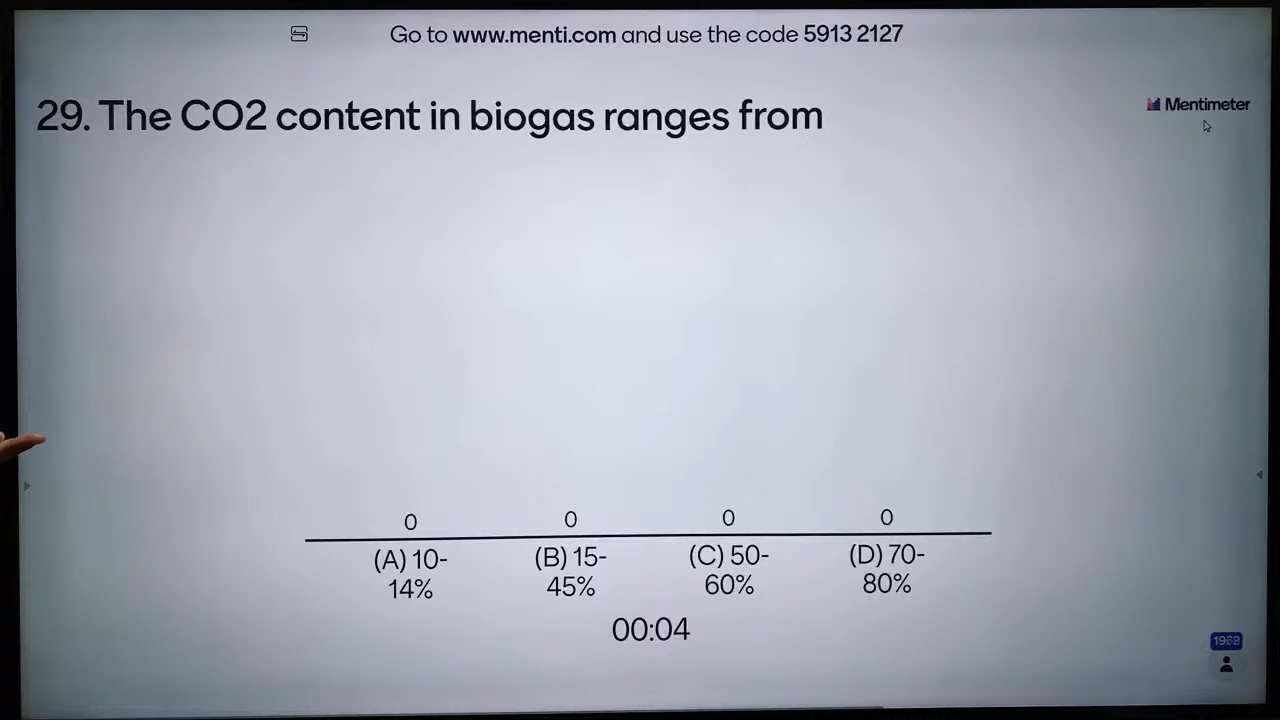 Go to www.menti.com and use the code 5913 2127
29. The CO2 content in biogas ranges from
Mentimeter
0 0 0 0
(A) 10- (B) 15- (C) 50- (D) 70-
14% 45% 60% 80%
00:04